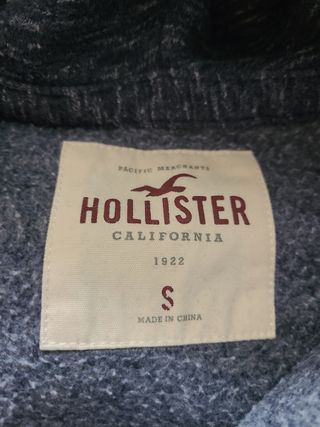 PACIFIC MERCHANTS
HOLLISTER
CALIFORNIA
1922
S
MADE IN CHINA